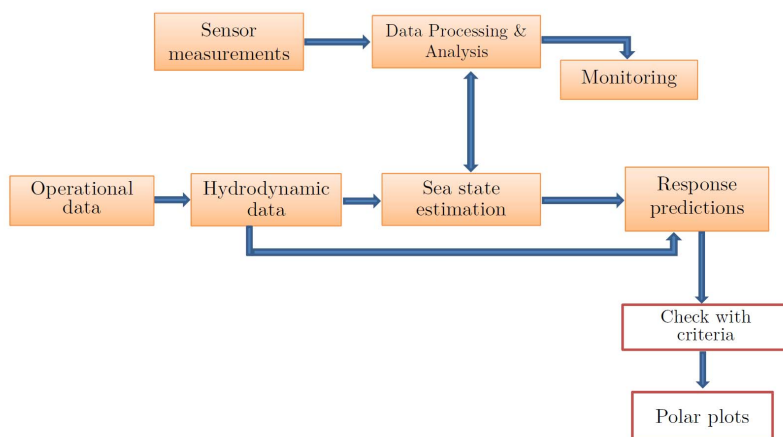 Sensor
measurements
Data Processing &
Analysis
Monitoring
Operational
data
Hydrodynamic
data
Sea state
estimation
Response
predictions
Check with
criteria
Polar plots